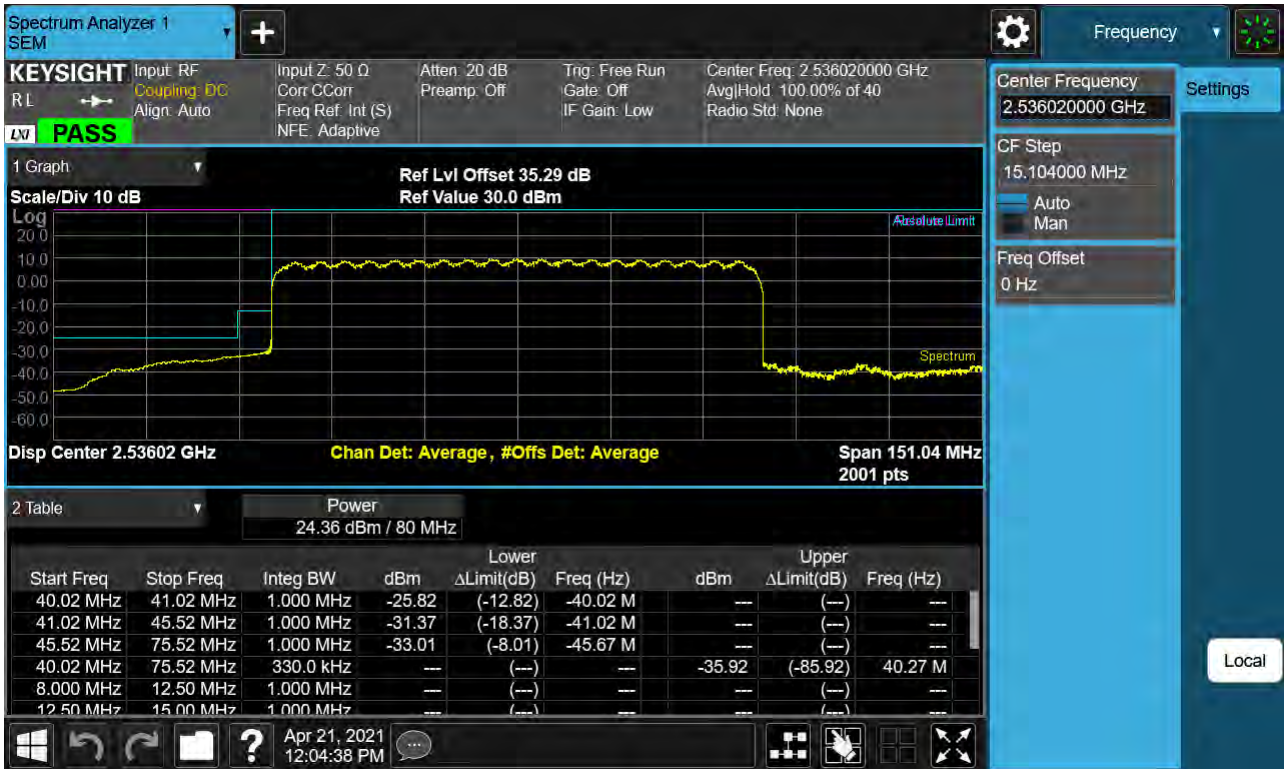 Spectrum Analyzer 1
SEM
Frequency
KEYSIGHT
R L
LXI
PASS
Input: RF
Coupling: DC
Align: Auto
Input Z: 50 Ω
Corr CCorr
Freq Ref: Int (S)
NFE: Adaptive
Atten: 20 dB
Preamp: Off
Trig: Free Run
Gate: Off
IF Gain: Low
Center Freq: 2.536020000 GHz
Avg|Hold: 100.00% of 40
Radio Std: None
Center Frequency
2.536020000 GHz
Settings
CF Step
15.104000 MHz
Auto
Man
Freq Offset
0 Hz
Local
1 Graph
Scale/Div 10 dB
Ref Lvl Offset 35.29 dB
Ref Value 30.0 dBm
Log
20.0
10.0
0.00
-10.0
-20.0
-30.0
-40.0
-50.0
-60.0
Limit
Spectrum
Disp Center 2.53602 GHz
Chan Det: Average, #Offs Det: Average
Span 151.04 MHz
2001 pts
2 Table
Power
24.36 dBm / 80 MHz
Lower Upper
Start Freq Stop Freq Integ BW dBm ΔLimit(dB) Freq (Hz) dBm ΔLimit(dB) Freq (Hz)
40.02 MHz 41.02 MHz 1.000 MHz -25.82 (-12.82) -40.02 M --- (---) ---
41.02 MHz 45.52 MHz 1.000 MHz -31.37 (-18.37) -41.02 M --- (---) ---
45.52 MHz 75.52 MHz 1.000 MHz -33.01 (-8.01) -45.67 M --- (---) ---
40.02 MHz 75.52 MHz 330.0 kHz --- (---) --- -35.92 (-85.92) 40.27 M
8.000 MHz 12.50 MHz 1.000 MHz --- (---) --- --- (---) ---
12.50 MHz 15.00 MHz 1.000 MHz --- (---) --- --- (---) ---
Apr 21, 2021
12:04:38 PM